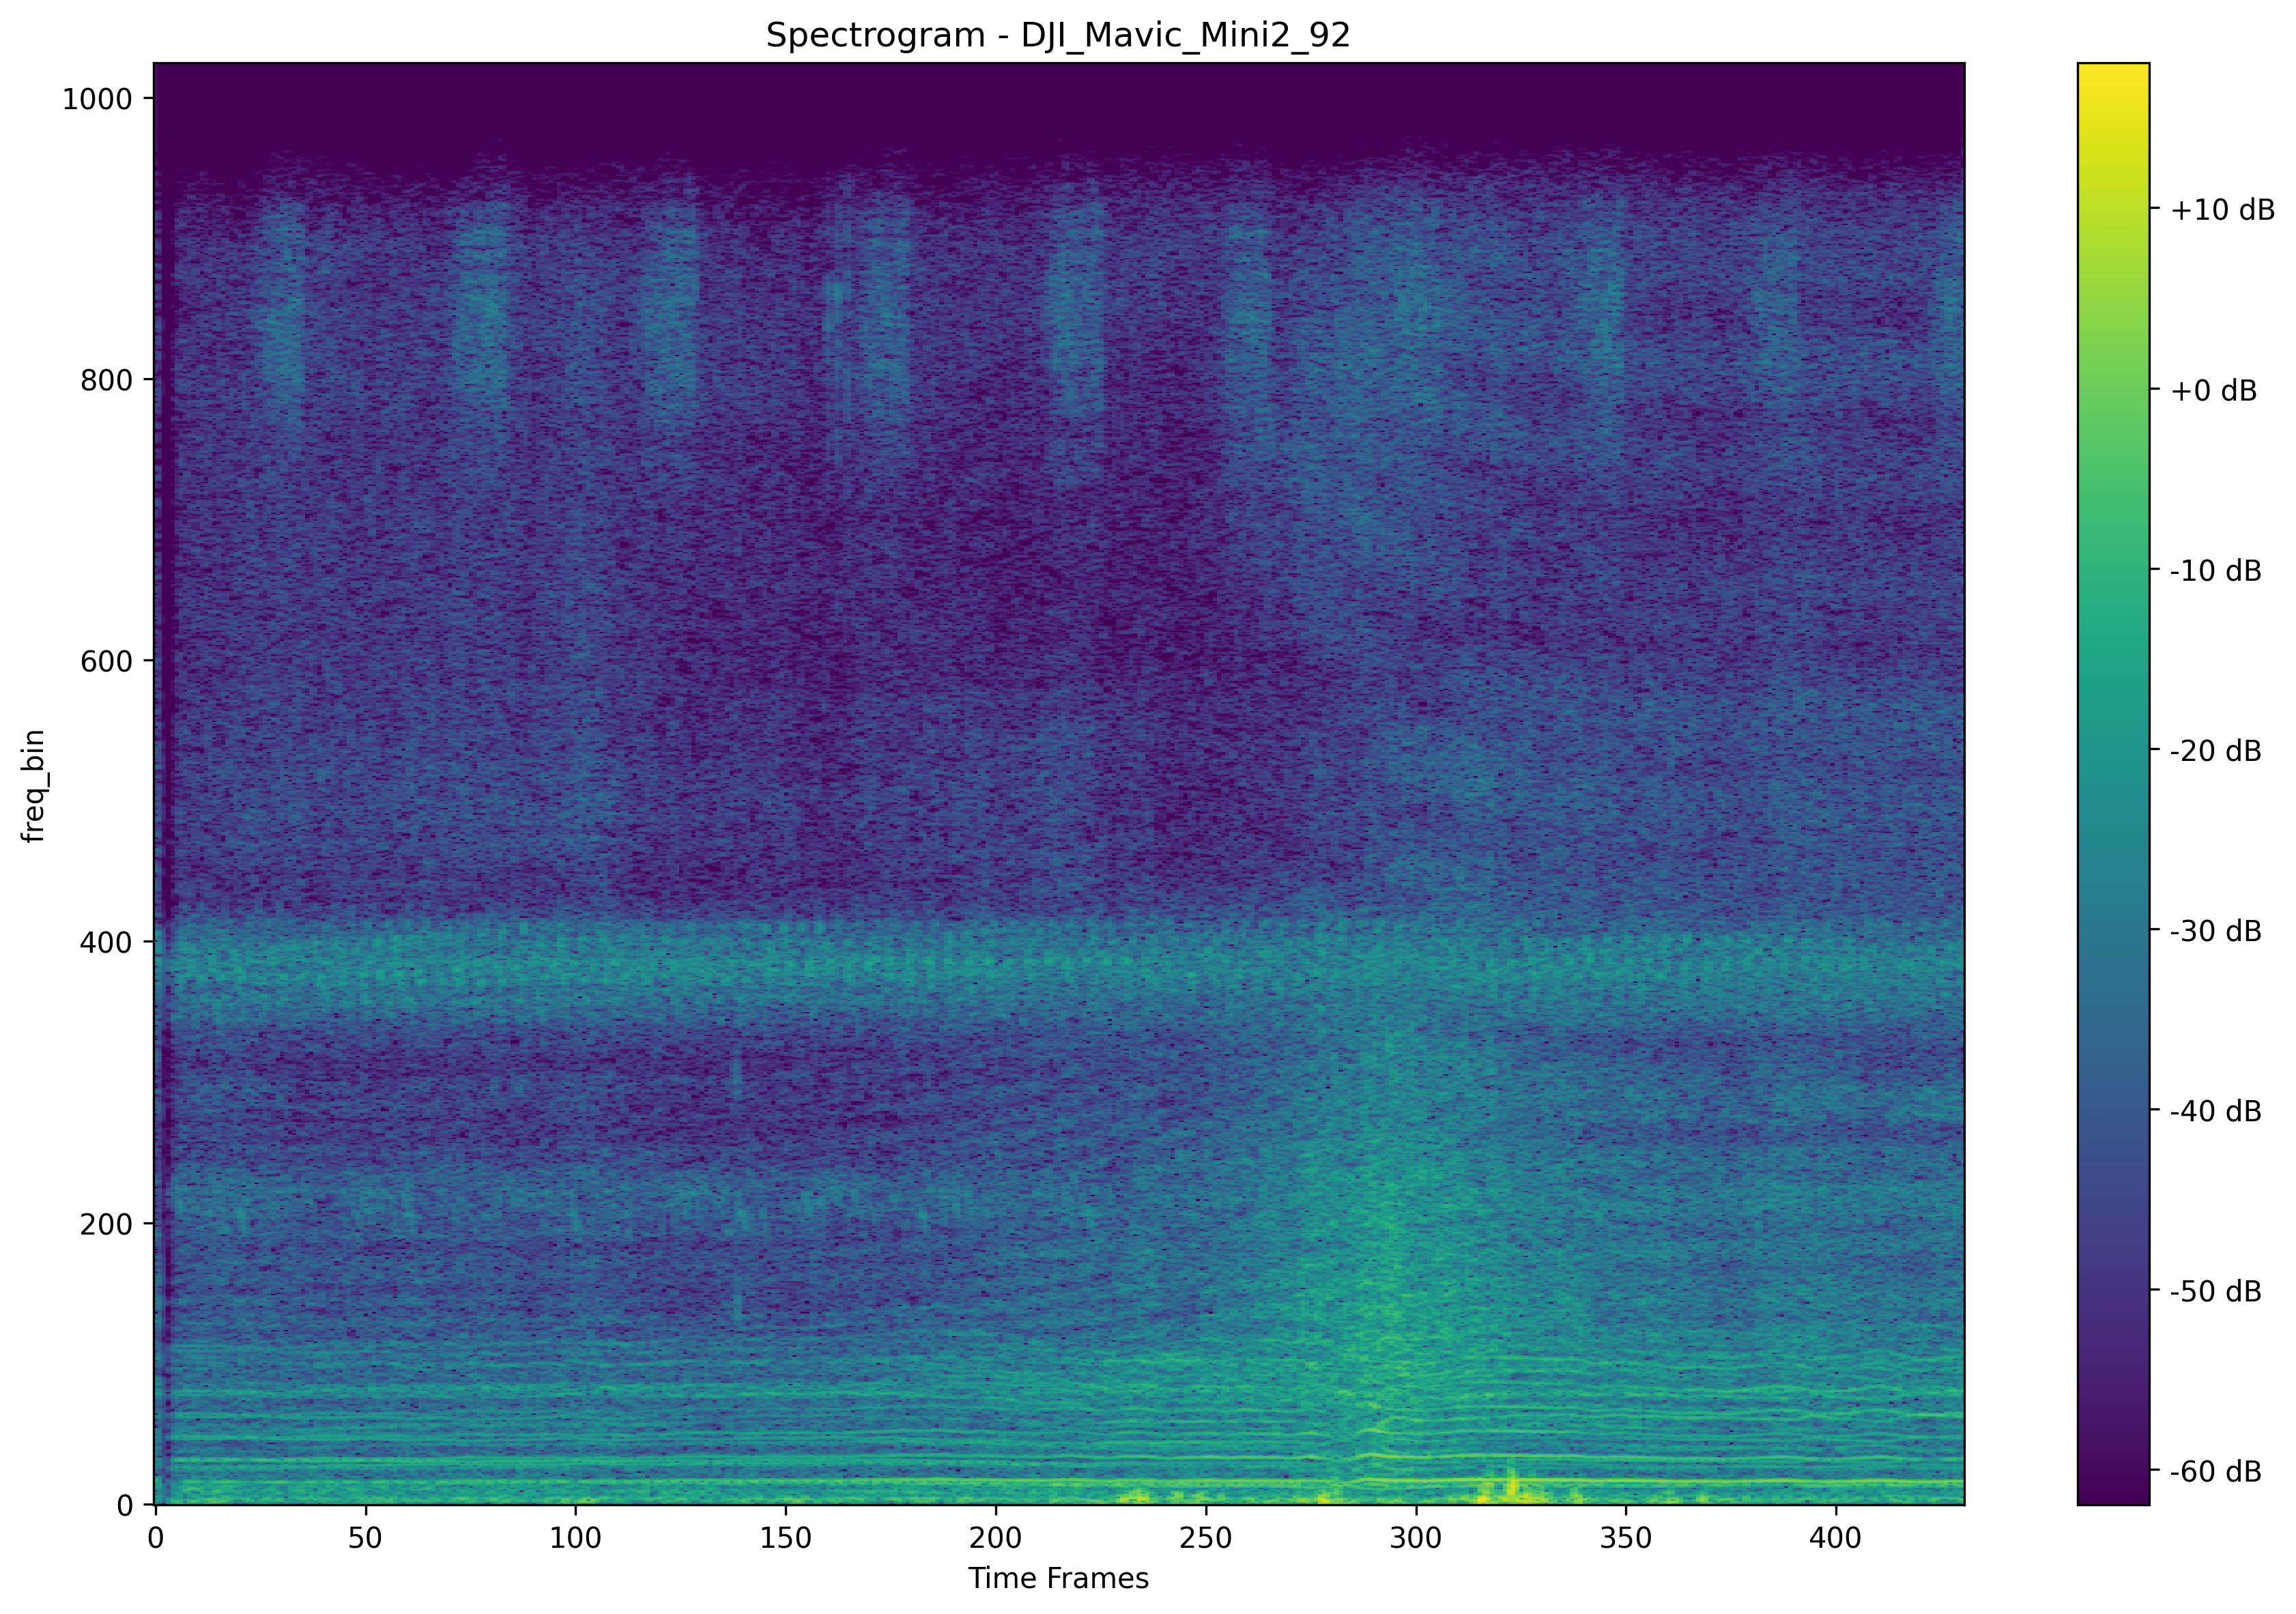 Spectrogram - DJI_Mavic_Mini2_92
1000
800
600
400
200
0
freq_bin
0 50 100 150 200 250 300 350 400
Time Frames
+10 dB
+0 dB
-10 dB
-20 dB
-30 dB
-40 dB
-50 dB
-60 dB